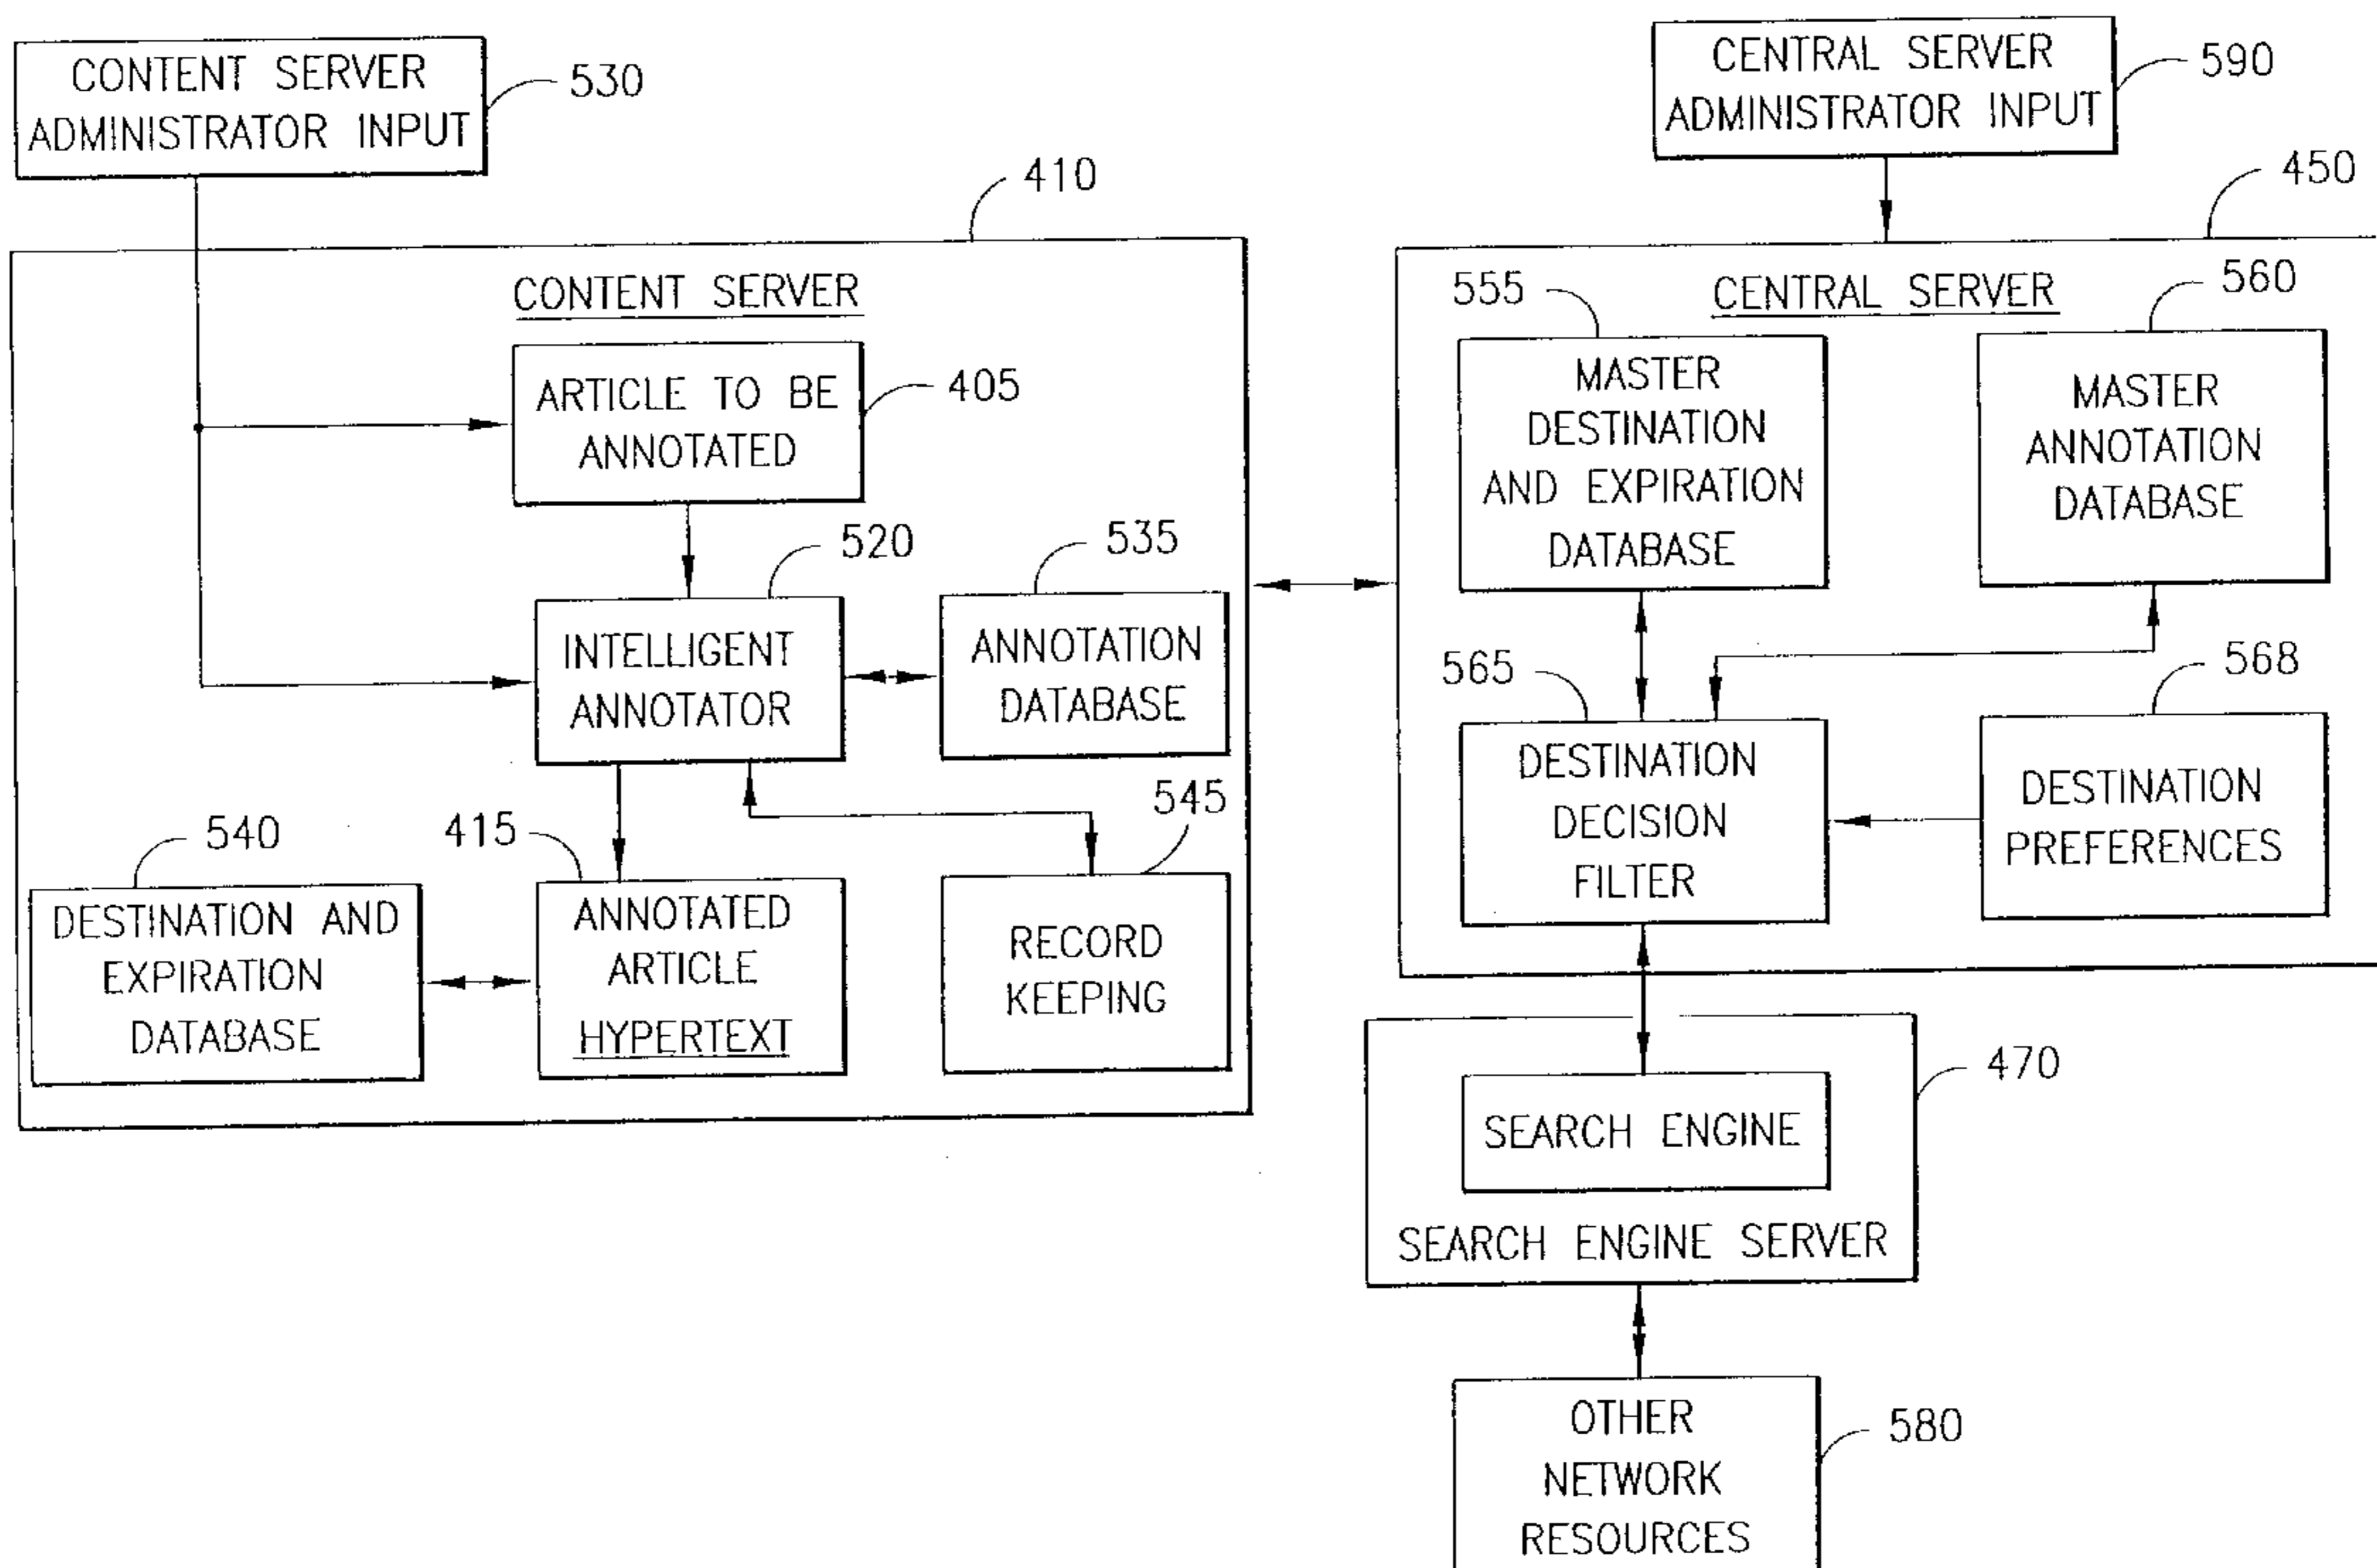 CONTENT SERVER
ADMINISTRATOR INPUT
530
CENTRAL SERVER
ADMINISTRATOR INPUT
590
410
CONTENT SERVER
ARTICLE TO BE
ANNOTATED
405
520
INTELLIGENT
ANNOTATOR
535
ANNOTATION
DATABASE
540
DESTINATION AND
EXPIRATION
DATABASE
415
ANNOTATED
ARTICLE
HYPERTEXT
545
RECORD
KEEPING
450
CENTRAL SERVER
555
MASTER
DESTINATION
AND EXPIRATION
DATABASE
560
MASTER
ANNOTATION
DATABASE
565
DESTINATION
DECISION
FILTER
568
DESTINATION
PREFERENCES
470
SEARCH ENGINE
SEARCH ENGINE SERVER
OTHER
NETWORK
RESOURCES
580